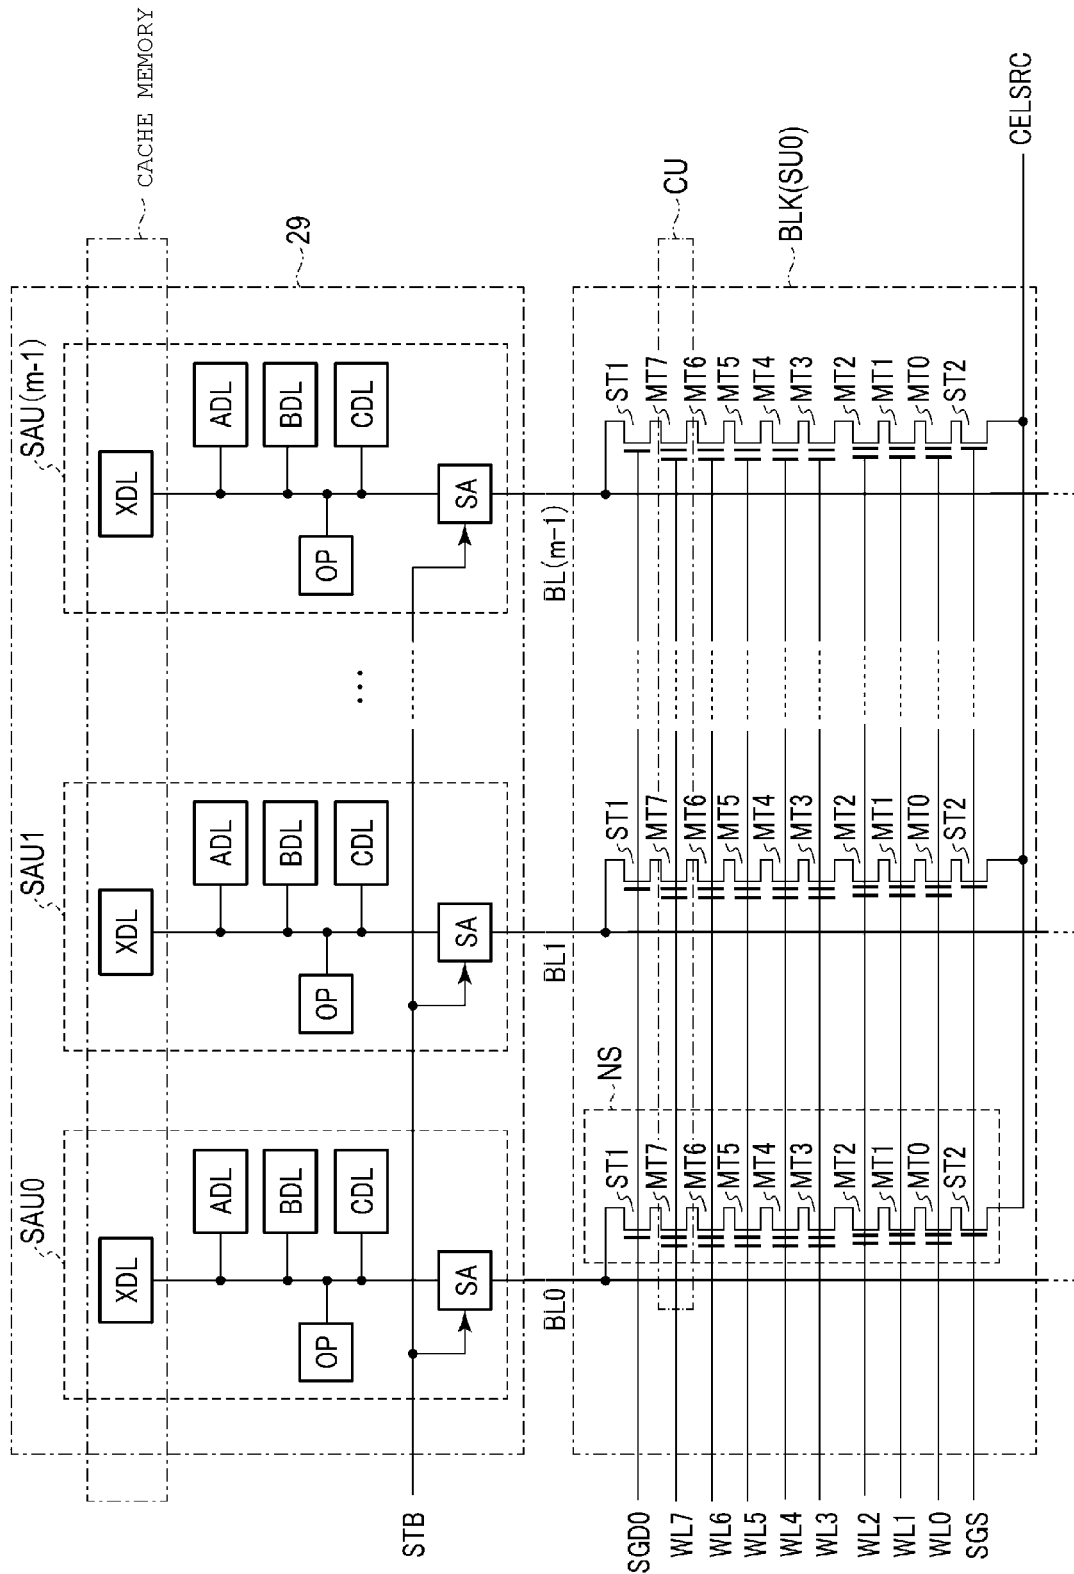 CACHE MEMORY
29
SAU0
SAU1
SAU(m-1)
XDL
XDL
XDL
ADL
ADL
ADL
BDL
BDL
BDL
CDL
CDL
CDL
OP
OP
...
OP
SA
SA
SA
STB
BL0
BL1
BL(m-1)
NS
CU
BLK(SU0)
SGD0
ST1
ST1
ST1
WL7
MT7
MT7
MT7
WL6
MT6
MT6
MT6
WL5
MT5
MT5
MT5
WL4
MT4
MT4
MT4
WL3
MT3
MT3
MT3
WL2
MT2
MT2
MT2
WL1
MT1
MT1
MT1
WL0
MT0
MT0
MT0
SGS
ST2
ST2
ST2
CELSRC